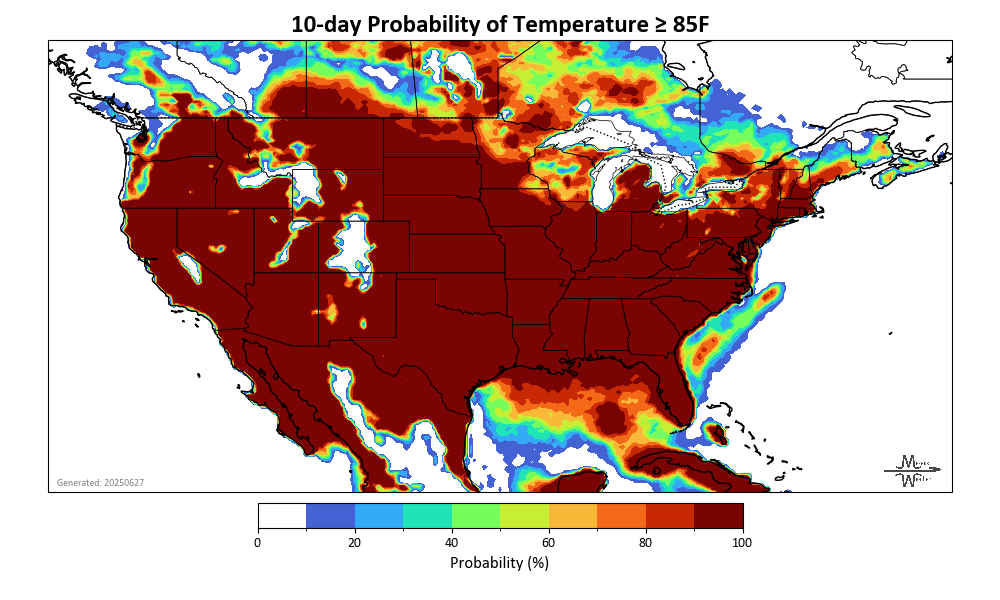 10-day Probability of Temperature ≥ 85F
Generated: 20250627
0 20 40 60 80 100
Probability (%)